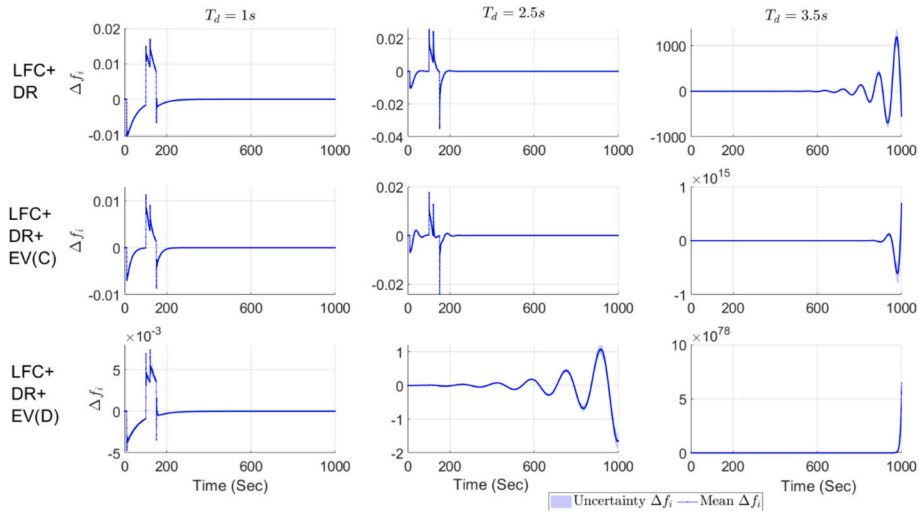 T_d = 1s T_d = 2.5s T_d = 3.5s
LFC+
DR
Δf_i
0.02
0.01
0
-0.01
0 200 600 1000
0.02
0
-0.02
-0.04
0 200 600 1000
1000
0
-1000
0 200 600 1000
LFC+
DR+
EV(C)
Δf_i
0.01
0
-0.01
0 200 600 1000
0.02
0
-0.02
0 200 600 1000
×10^15
1
0
-1
0 200 600 1000
LFC+
DR+
EV(D)
Δf_i
×10^-3
5
0
-5
0 200 600 1000
Time (Sec)
1
0
-1
-2
0 200 600 1000
Time (Sec)
10 ×10^78
5
0
0 200 600 1000
Time (Sec)
Uncertainty Δf_i Mean Δf_i